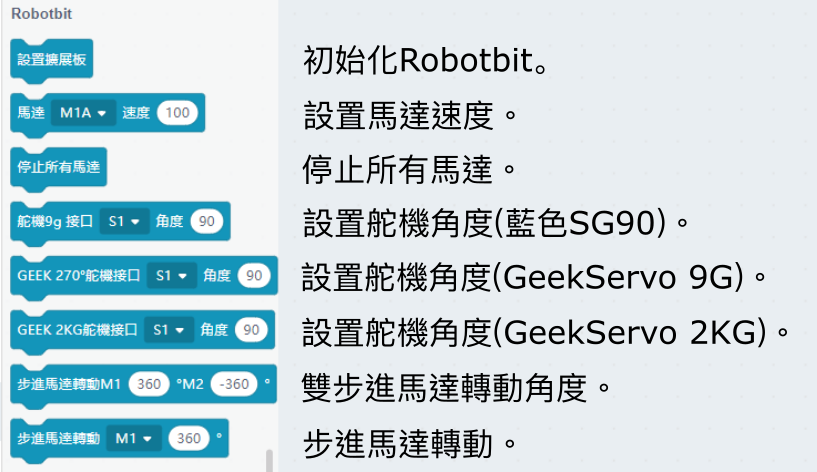 Robotbit
設置擴展板
初始化Robotbit。
馬達 M1A 速度 100
設置馬達速度。
停止所有馬達
停止所有馬達。
舵機9g 接口 S1 角度 90
設置舵機角度(藍色SG90)。
GEEK 270°舵機接口 S1 角度 90
設置舵機角度(GeekServo 9G)。
GEEK 2KG舵機接口 S1 角度 90
設置舵機角度(GeekServo 2KG)。
步進馬達轉動M1 360 °M2 -360 °
雙步進馬達轉動角度。
步進馬達轉動 M1 360 °
步進馬達轉動。